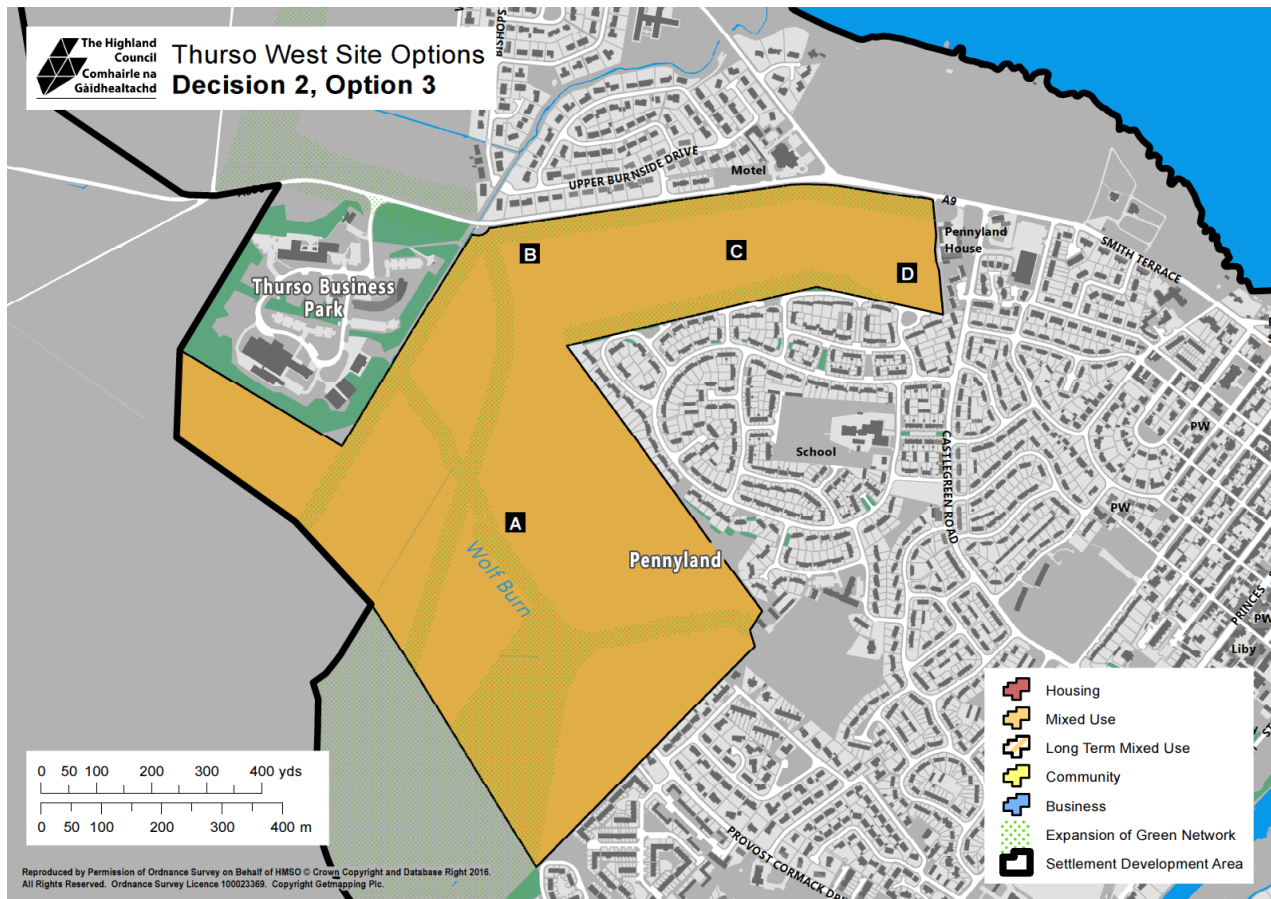 The Highland
Council
Comhairle na
Gàidhealtachd
Thurso West Site Options
Decision 2, Option 3
BISHOPS
UPPER BURNSIDE DRIVE
Motel
A9
Pennyland
House
SMITH TERRACE
B
C
D
Thurso Business
Park
School
CASTLEGREEN ROAD
PW
PW
A
Wolf Burn
Pennyland
PRINCES
PW
Liby
PROVOST CORMACK DRI
Housing
Mixed Use
Long Term Mixed Use
Community
Business
Expansion of Green Network
Settlement Development Area
0 50 100 200 300 400 yds
0 50 100 200 300 400 m
Reproduced by Permission of Ordnance Survey on Behalf of HMSO © Crown Copyright and Database Right 2016.
All Rights Reserved. Ordnance Survey Licence 100023369. Copyright Getmapping Plc.